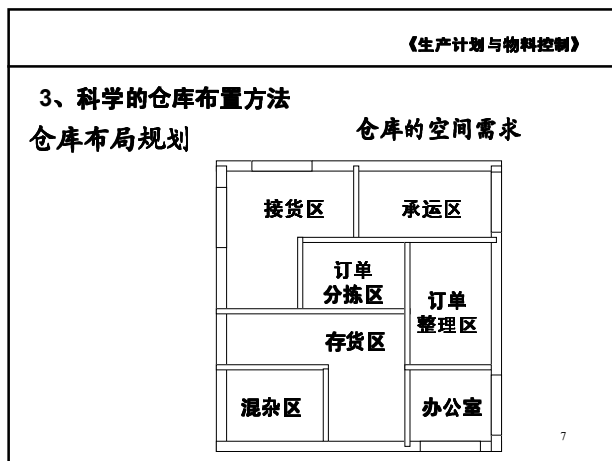 《生产计划与物料控制》
3、科学的仓库布置方法
仓库布局规划
仓库的空间需求
接货区
承运区
订单
分拣区
订单
整理区
存货区
混杂区
办公室
7